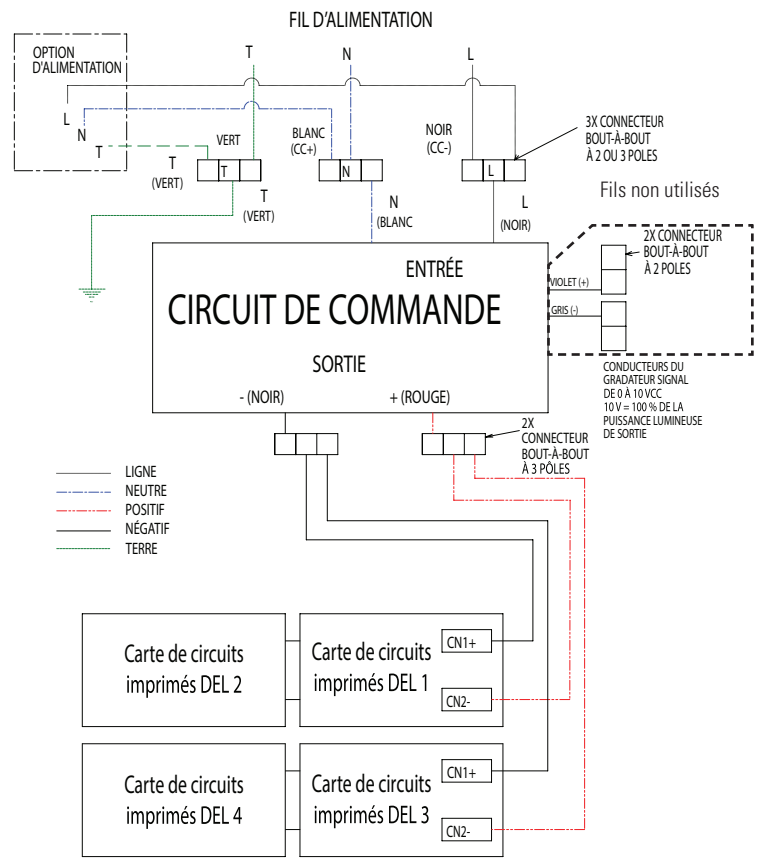 FIL D'ALIMENTATION
OPTION
D'ALIMENTATION
L
N
T
T
N
L
VERT
BLANC
(CC+)
NOIR
(CC-)
3X CONNECTEUR
BOUT-À-BOUT
À 2 OU 3 POLES
T
(VERT)
T
N
L
T
(VERT)
N
(BLANC
L
(NOIR)
Fils non utilisés
2X CONNECTEUR
BOUT-À-BOUT
À 2 POLES
VIOLET (+)
GRIS (-)
ENTRÉE
CIRCUIT DE COMMANDE
SORTIE
- (NOIR)
+ (ROUGE)
CONDUCTEURS DU
GRADATEUR SIGNAL
DE 0 À 10 VCC
10 V = 100 % DE LA
PUISSANCE LUMINEUSE
DE SORTIE
2X
CONNECTEUR
BOUT-À-BOUT
À 3 PÔLES
LIGNE
NEUTRE
POSITIF
NÉGATIF
TERRE
Carte de circuits
imprimés DEL 2
Carte de circuits
imprimés DEL 1
CN1+
CN2-
Carte de circuits
imprimés DEL 4
Carte de circuits
imprimés DEL 3
CN1+
CN2-